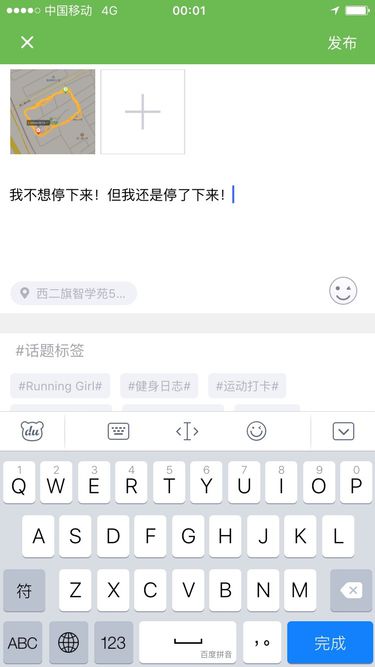 中国移动 4G 00:01
发布
我不想停下来！但我还是停了下来！
西二旗智学苑5...
#话题标签
#Running Girl# #健身日志# #运动打卡#
du
1 2 3 4 5 6 7 8 9 0
Q W E R T Y U I O P
A S D F G H J K L
符 Z X C V B N M
ABC 123 百度拼音 ，。 完成